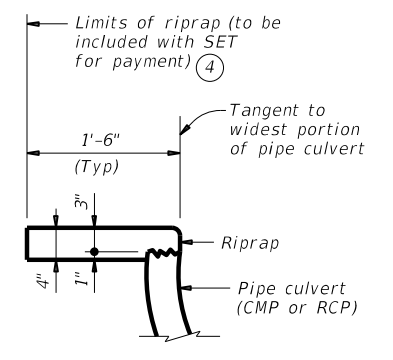 Limits of riprap (to be
included with SET
for payment) 4
Tangent to
widest portion
of pipe culvert
1'-6"
(Typ)
3"
Riprap
4"
1"
Pipe culvert
(CMP or RCP)